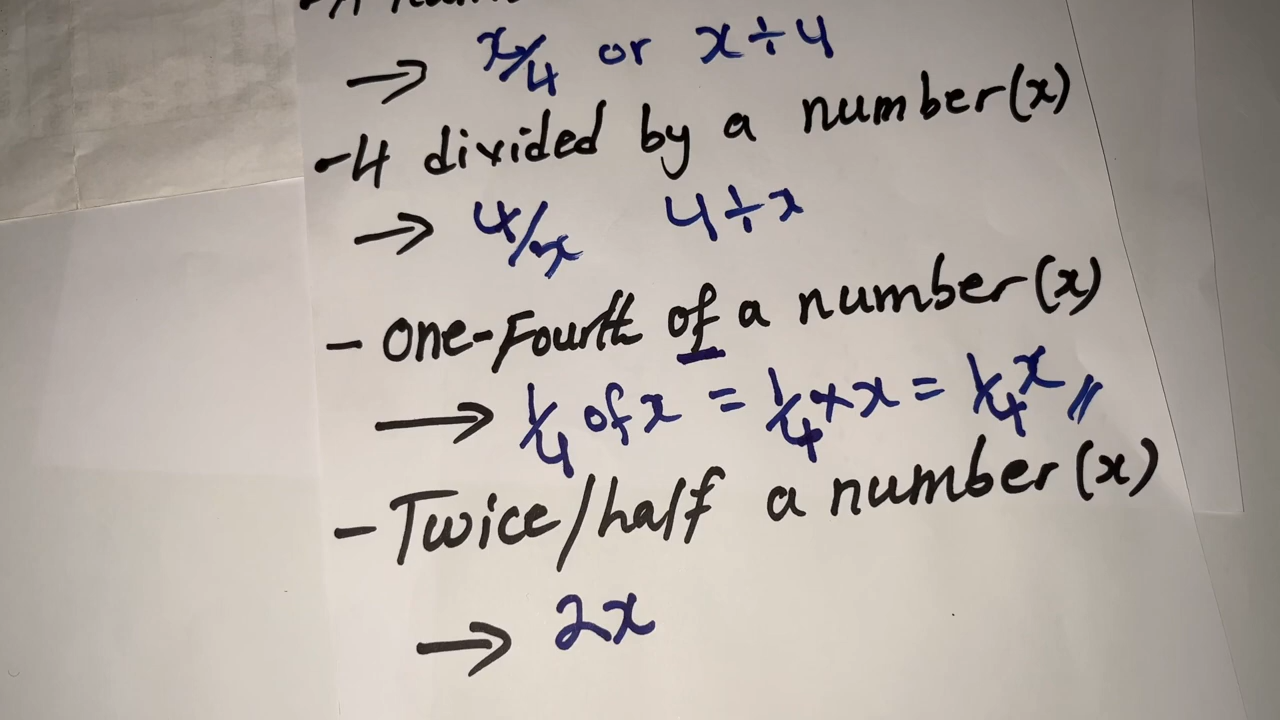 → x/4 or x÷4
-4 divided by a number(x)
→ 4/x 4÷x
- One-Fourth of a number(x)
→ 1/4 of x = 1/4 × x = 1/4 x //
- Twice/half a number(x)
→ 2x